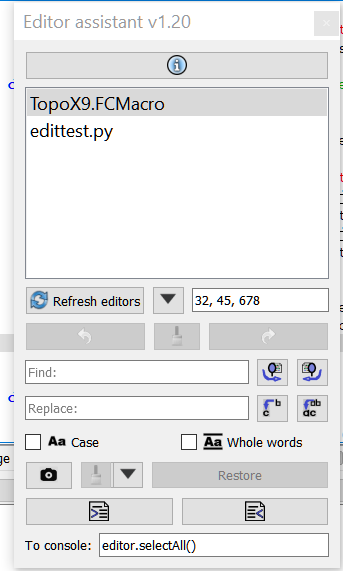 Editor assistant v1.20
TopoX9.FCMacro
edittest.py
Refresh editors
32, 45, 678
Find:
Replace:
Aa Case
Aa Whole words
Restore
To console: editor.selectAll()
ge